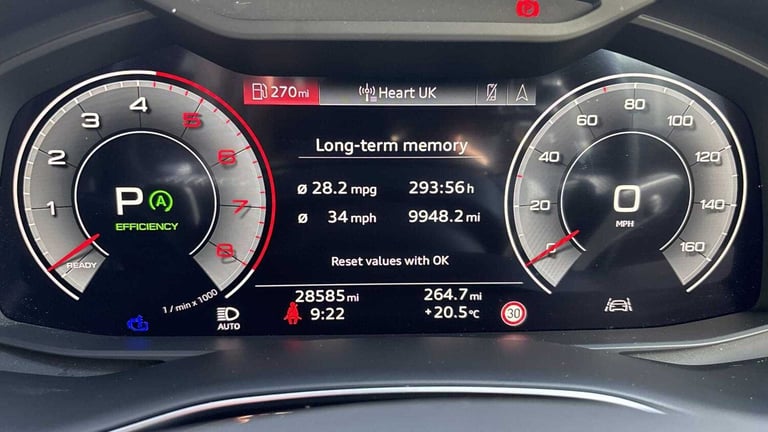 270mi Heart UK
Long-term memory
ø 28.2 mpg 293:56 h
ø 34 mph 9948.2 mi
Reset values with OK
28585 mi 264.7 mi
9:22 +20.5°C
30
1 2 3 4 5 6 7 8
P A
EFFICIENCY
READY
1 / min x 1000
AUTO
0 20 40 60 80 100 120 140 160
0
MPH